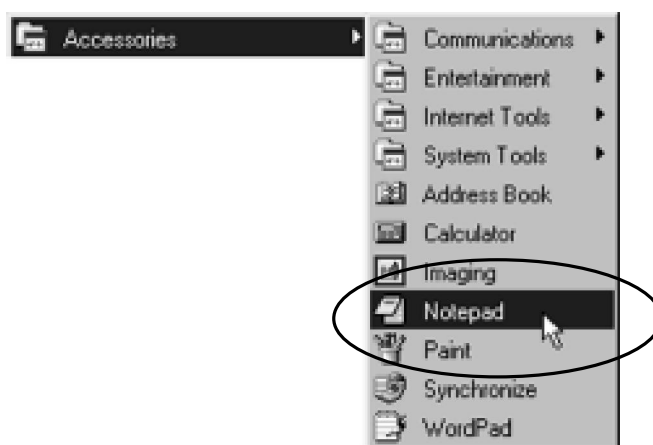 Accessories
Communications
Entertainment
Internet Tools
System Tools
Address Book
Calculator
Imaging
Notepad
Paint
Synchronize
WordPad